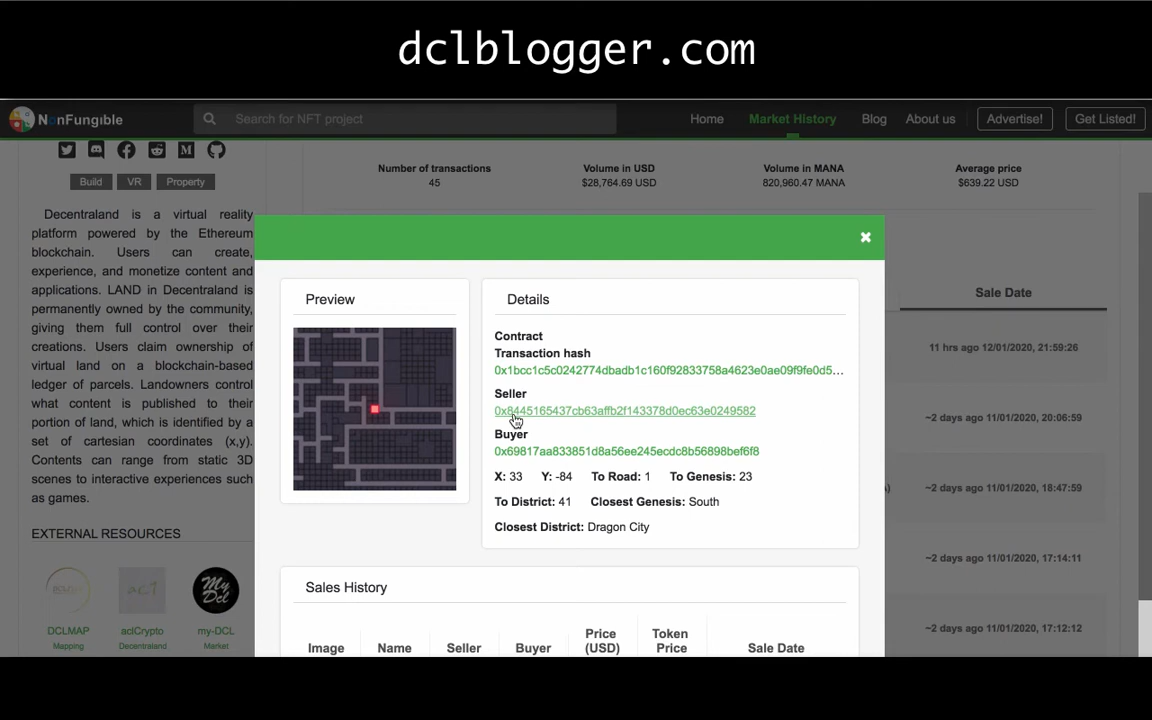 dclblogger.com
NonFungible
Search for NFT project
Home
Market History
Blog
About us
Advertise!
Get Listed!
Build
VR
Property
Number of transactions
45
Volume in USD
$28,764.69 USD
Volume in MANA
820,960.47 MANA
Average price
$639.22 USD
Decentraland is a virtual reality
platform powered by the Ethereum
blockchain. Users can create,
experience, and monetize content and
applications. LAND in Decentraland is
permanently owned by the community,
giving them full control over their
creations. Users claim ownership of
virtual land on a blockchain-based
ledger of parcels. Landowners control
what content is published to their
portion of land, which is identified by a
set of cartesian coordinates (x,y).
Contents can range from static 3D
scenes to interactive experiences such
as games.
EXTERNAL RESOURCES
My Dcl
DCLMAP
Mapping
aclCrypto
Decentraland
my-DCL
Market
Preview
Details
Contract
Transaction hash
0x1bcc1c5c0242774dbadb1c160f92833758a4623e0ae09f9fe0d5...
Seller
0x8445165437cb63affb2f143378d0ec63e0249582
Buyer
0x69817aa833851d8a56ee245ecdc8b56898bef6f8
X: 33 Y: -84 To Road: 1 To Genesis: 23
To District: 41 Closest Genesis: South
Closest District: Dragon City
Sales History
Image
Name
Seller
Buyer
Price (USD)
Token Price
Sale Date
Sale Date
11 hrs ago 12/01/2020, 21:59:26
~2 days ago 11/01/2020, 20:06:59
~2 days ago 11/01/2020, 18:47:59
~2 days ago 11/01/2020, 17:14:11
~2 days ago 11/01/2020, 17:12:12